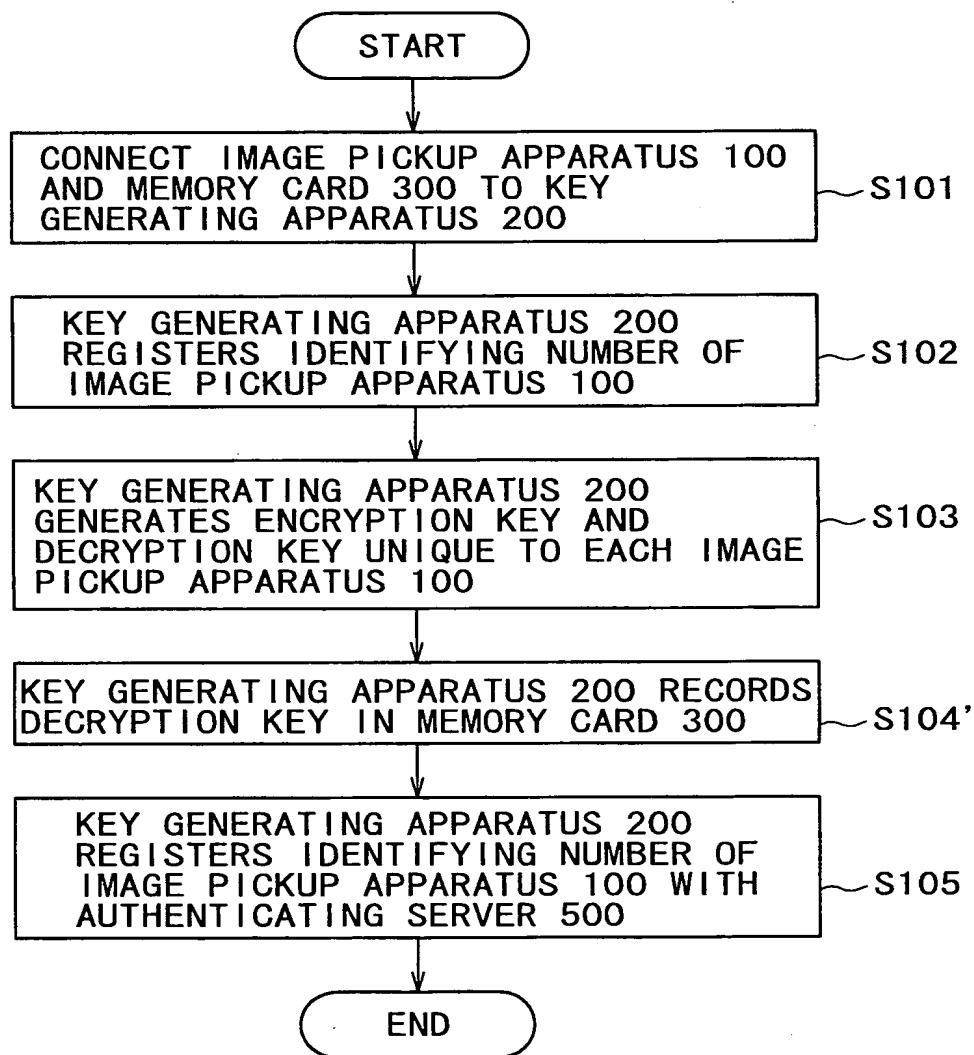 START
CONNECT IMAGE PICKUP APPARATUS 100
AND MEMORY CARD 300 TO KEY
GENERATING APPARATUS 200
S101
KEY GENERATING APPARATUS 200
REGISTERS IDENTIFYING NUMBER OF
IMAGE PICKUP APPARATUS 100
S102
KEY GENERATING APPARATUS 200
GENERATES ENCRYPTION KEY AND
DECRYPTION KEY UNIQUE TO EACH IMAGE
PICKUP APPARATUS 100
S103
KEY GENERATING APPARATUS 200 RECORDS
DECRYPTION KEY IN MEMORY CARD 300
S104'
KEY GENERATING APPARATUS 200
REGISTERS IDENTIFYING NUMBER OF
IMAGE PICKUP APPARATUS 100 WITH
AUTHENTICATING SERVER 500
S105
END